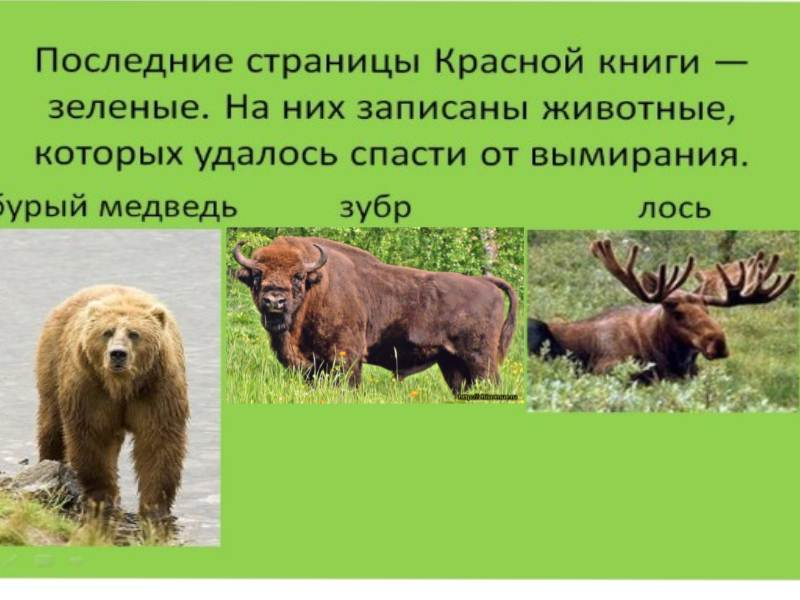 Последние страницы Красной книги —
зеленые. На них записаны животные,
которых удалось спасти от вымирания.
бурый медведь зубр лось